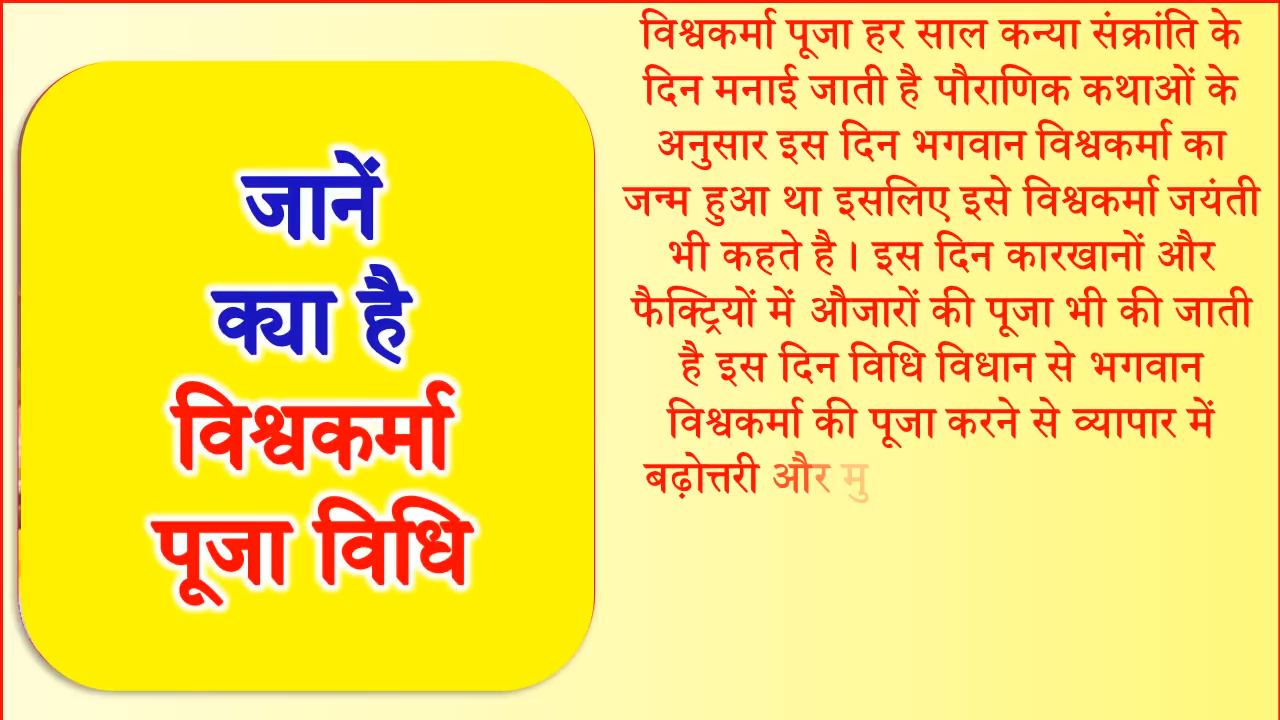 जानें
क्या है
विश्वकर्मा
पूजा विधि
विश्वकर्मा पूजा हर साल कन्या संक्रांति के
दिन मनाई जाती है पौराणिक कथाओं के
अनुसार इस दिन भगवान विश्वकर्मा का
जन्म हुआ था इसलिए इसे विश्वकर्मा जयंती
भी कहते है । इस दिन कारखानों और
फैक्ट्रियों में औजारों की पूजा भी की जाती
है इस दिन विधि विधान से भगवान
विश्वकर्मा की पूजा करने से व्यापार में
बढ़ोत्तरी और मु